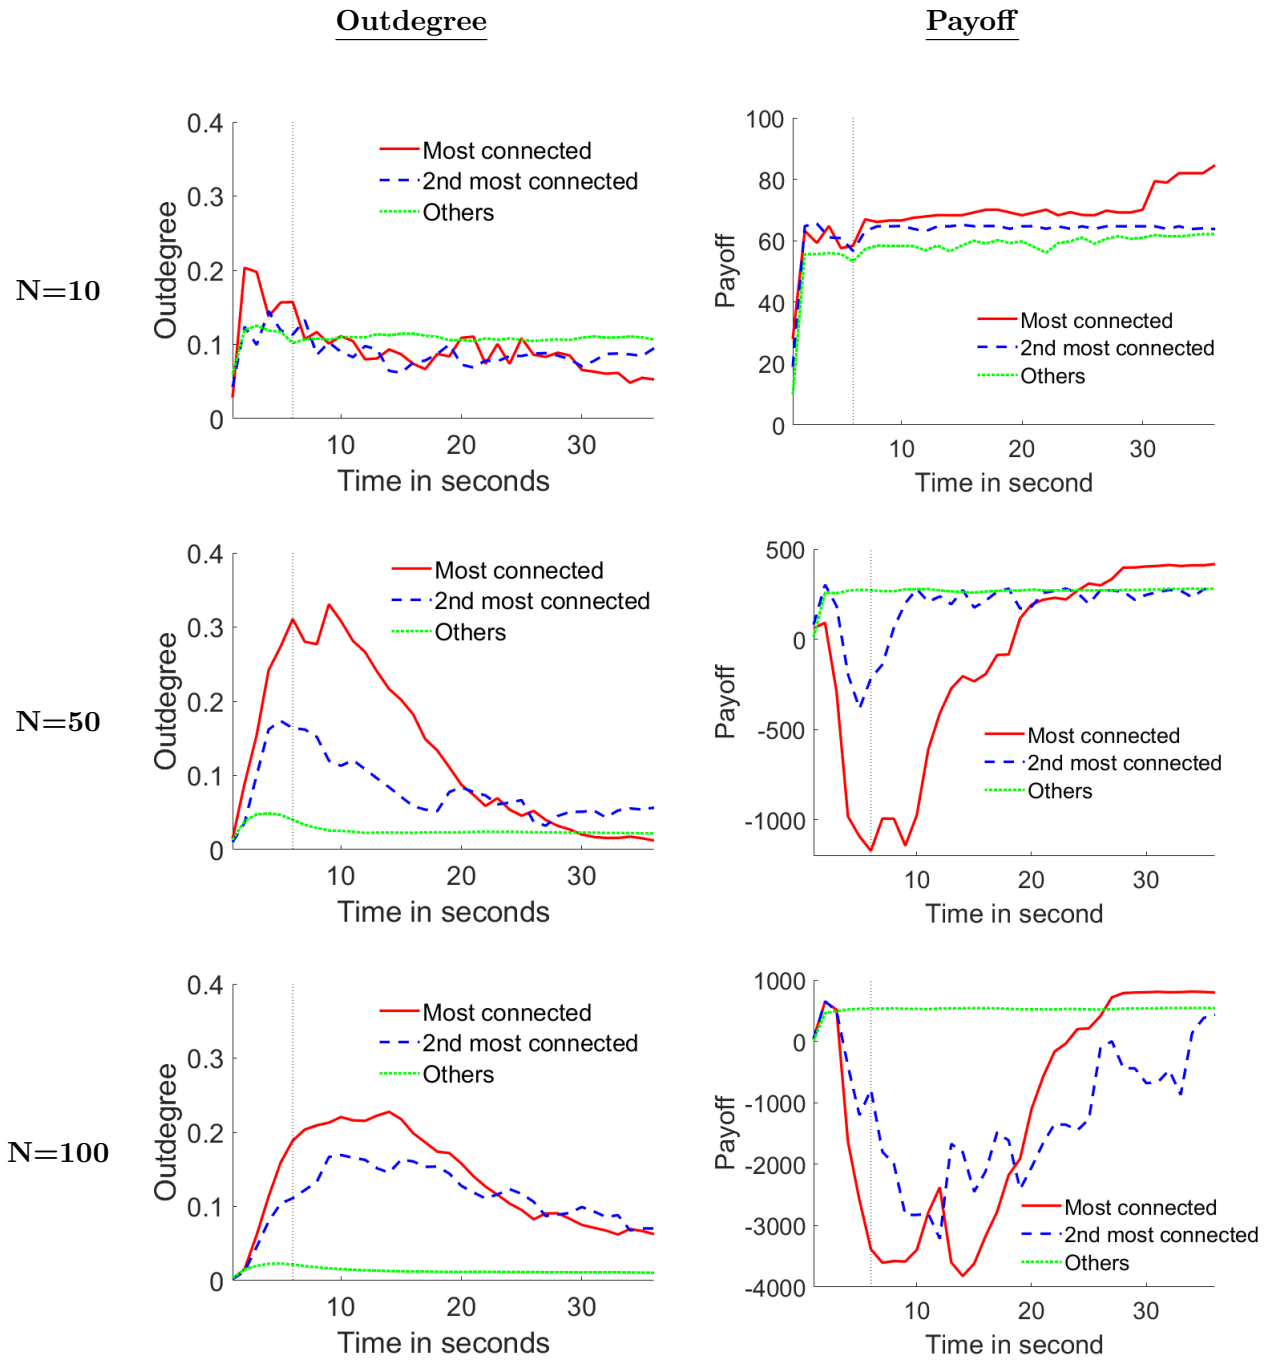 Outdegree
Payoff
N=10
0.4
0.3
0.2
0.1
0
Outdegree
10
20
30
Time in seconds
Most connected
2nd most connected
Others
100
80
60
40
20
0
Payoff
10
20
30
Time in second
Most connected
2nd most connected
Others
N=50
0.4
0.3
0.2
0.1
0
Outdegree
10
20
30
Time in seconds
Most connected
2nd most connected
Others
500
0
-500
-1000
Payoff
10
20
30
Time in second
Most connected
2nd most connected
Others
N=100
0.4
0.3
0.2
0.1
0
Outdegree
10
20
30
Time in seconds
Most connected
2nd most connected
Others
1000
0
-1000
-2000
-3000
-4000
Payoff
10
20
30
Time in second
Most connected
2nd most connected
Others